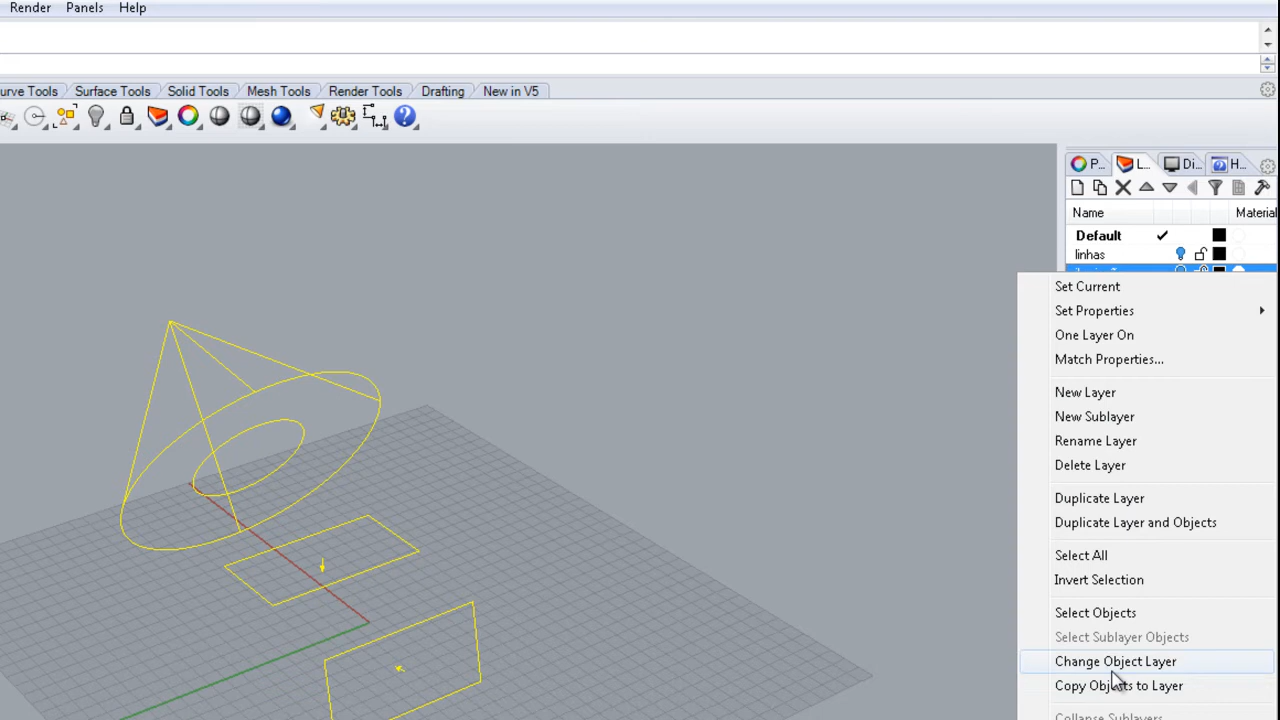 Render Panels Help
urve Tools Surface Tools Solid Tools Mesh Tools Render Tools Drafting New in V5
P... L... Di... H...
Name Material
Default
linhas
Set Current
Set Properties
One Layer On
Match Properties...
New Layer
New Sublayer
Rename Layer
Delete Layer
Duplicate Layer
Duplicate Layer and Objects
Select All
Invert Selection
Select Objects
Select Sublayer Objects
Change Object Layer
Copy Objects to Layer
Collapse Sublayers